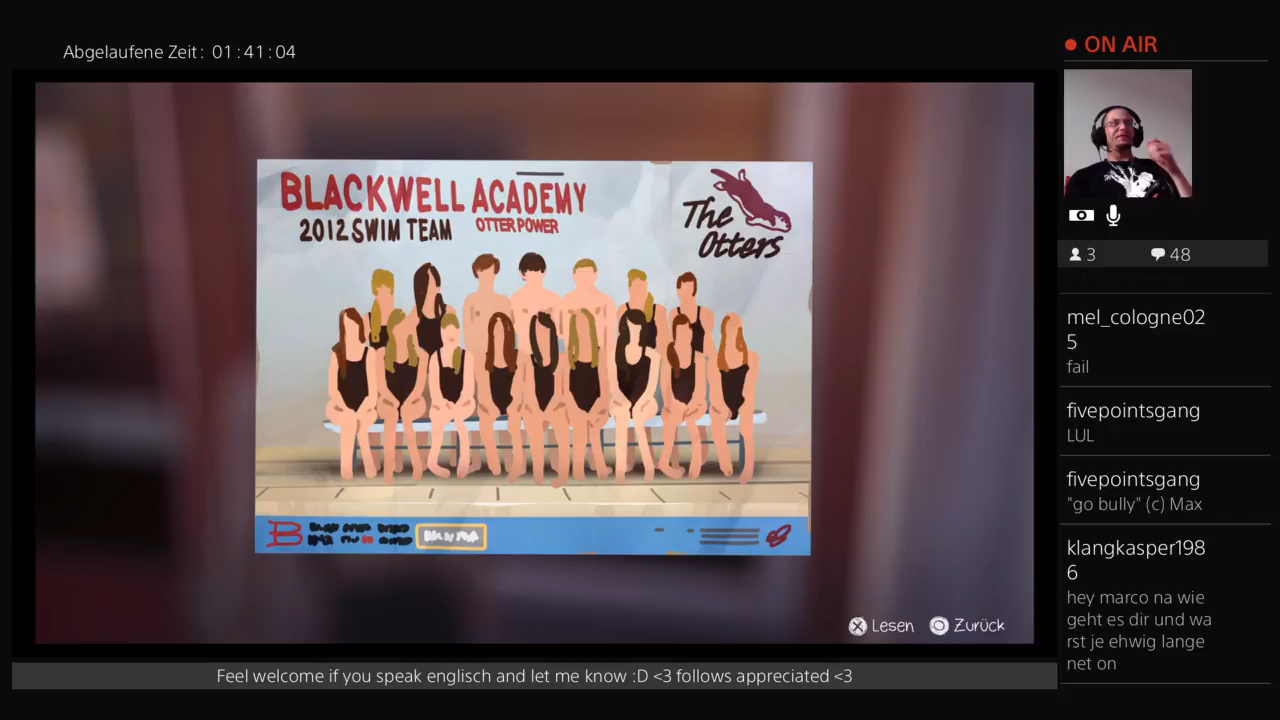 Abgelaufene Zeit: 01:41:04
ON AIR
BLACKWELL ACADEMY
2012 SWIM TEAM OTTER POWER
The
Otters
B
Lesen Zurück
Feel welcome if you speak englisch and let me know :D <3 follows appreciated <3
3 48
mel_cologne02
5
fail
fivepointsgang
LUL
fivepointsgang
"go bully" (c) Max
klangkasper198
6
hey marco na wie
geht es dir und wa
rst je ehwig lange
net on